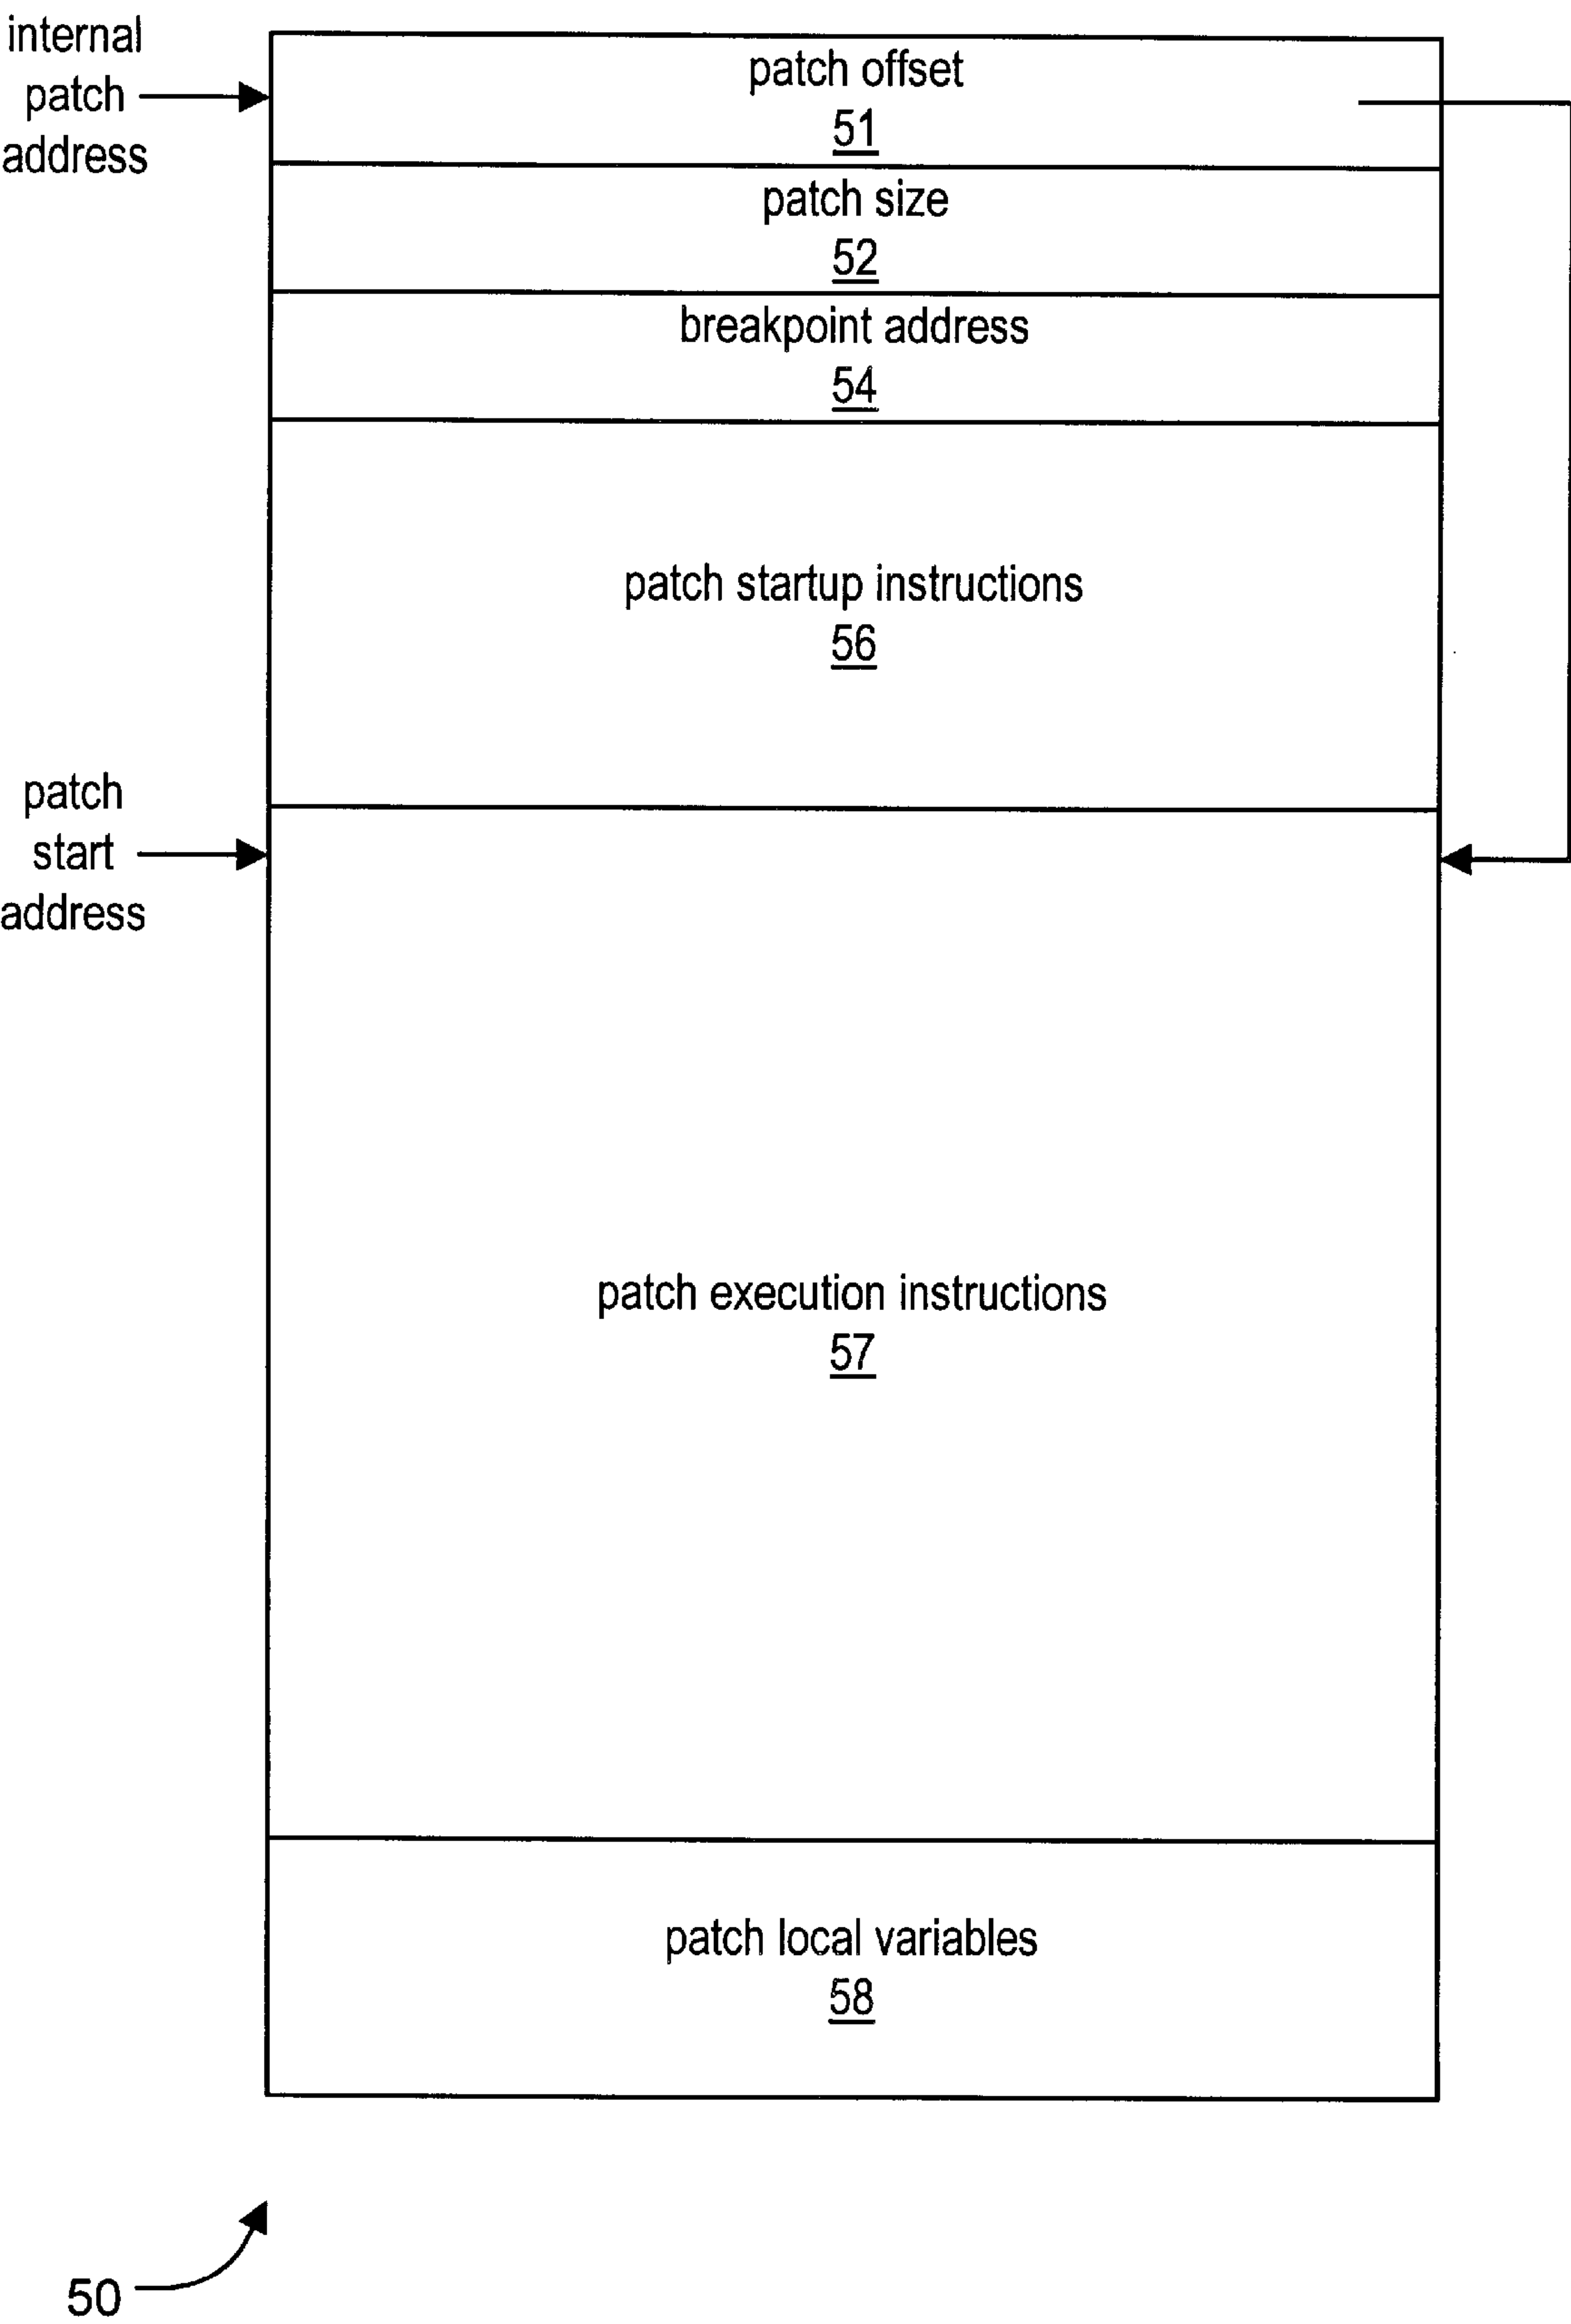 internal
patch
address
patch offset
51
patch size
52
breakpoint address
54
patch startup instructions
56
patch
start
address
patch execution instructions
57
patch local variables
58
50